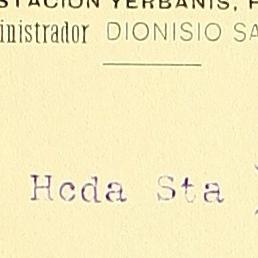 STACION YERBANIS,
inistrador DIONISIO SA
Hcda Sta